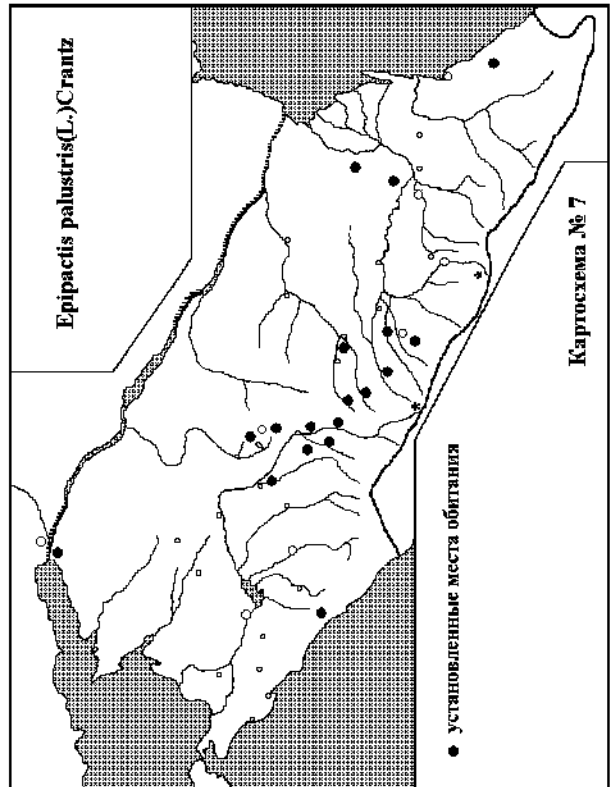 Epipactis palustris(L.)Crantz
Картосхема № 7
установленные места обитания